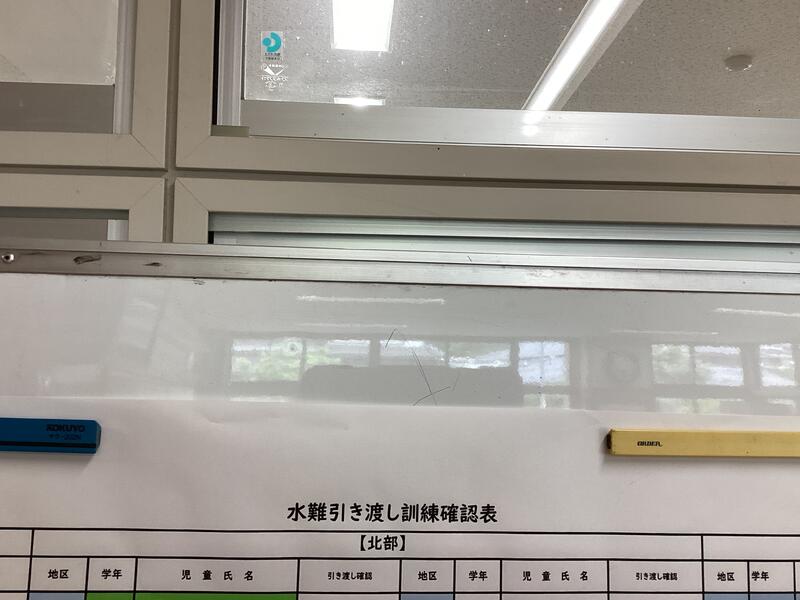 KOKUYO
ORDER
水難引き渡し訓練確認表
【北部】
地区 学年 児童氏名 引き渡し確認 地区 学年 児童氏名 引き渡し確認 地区 学年